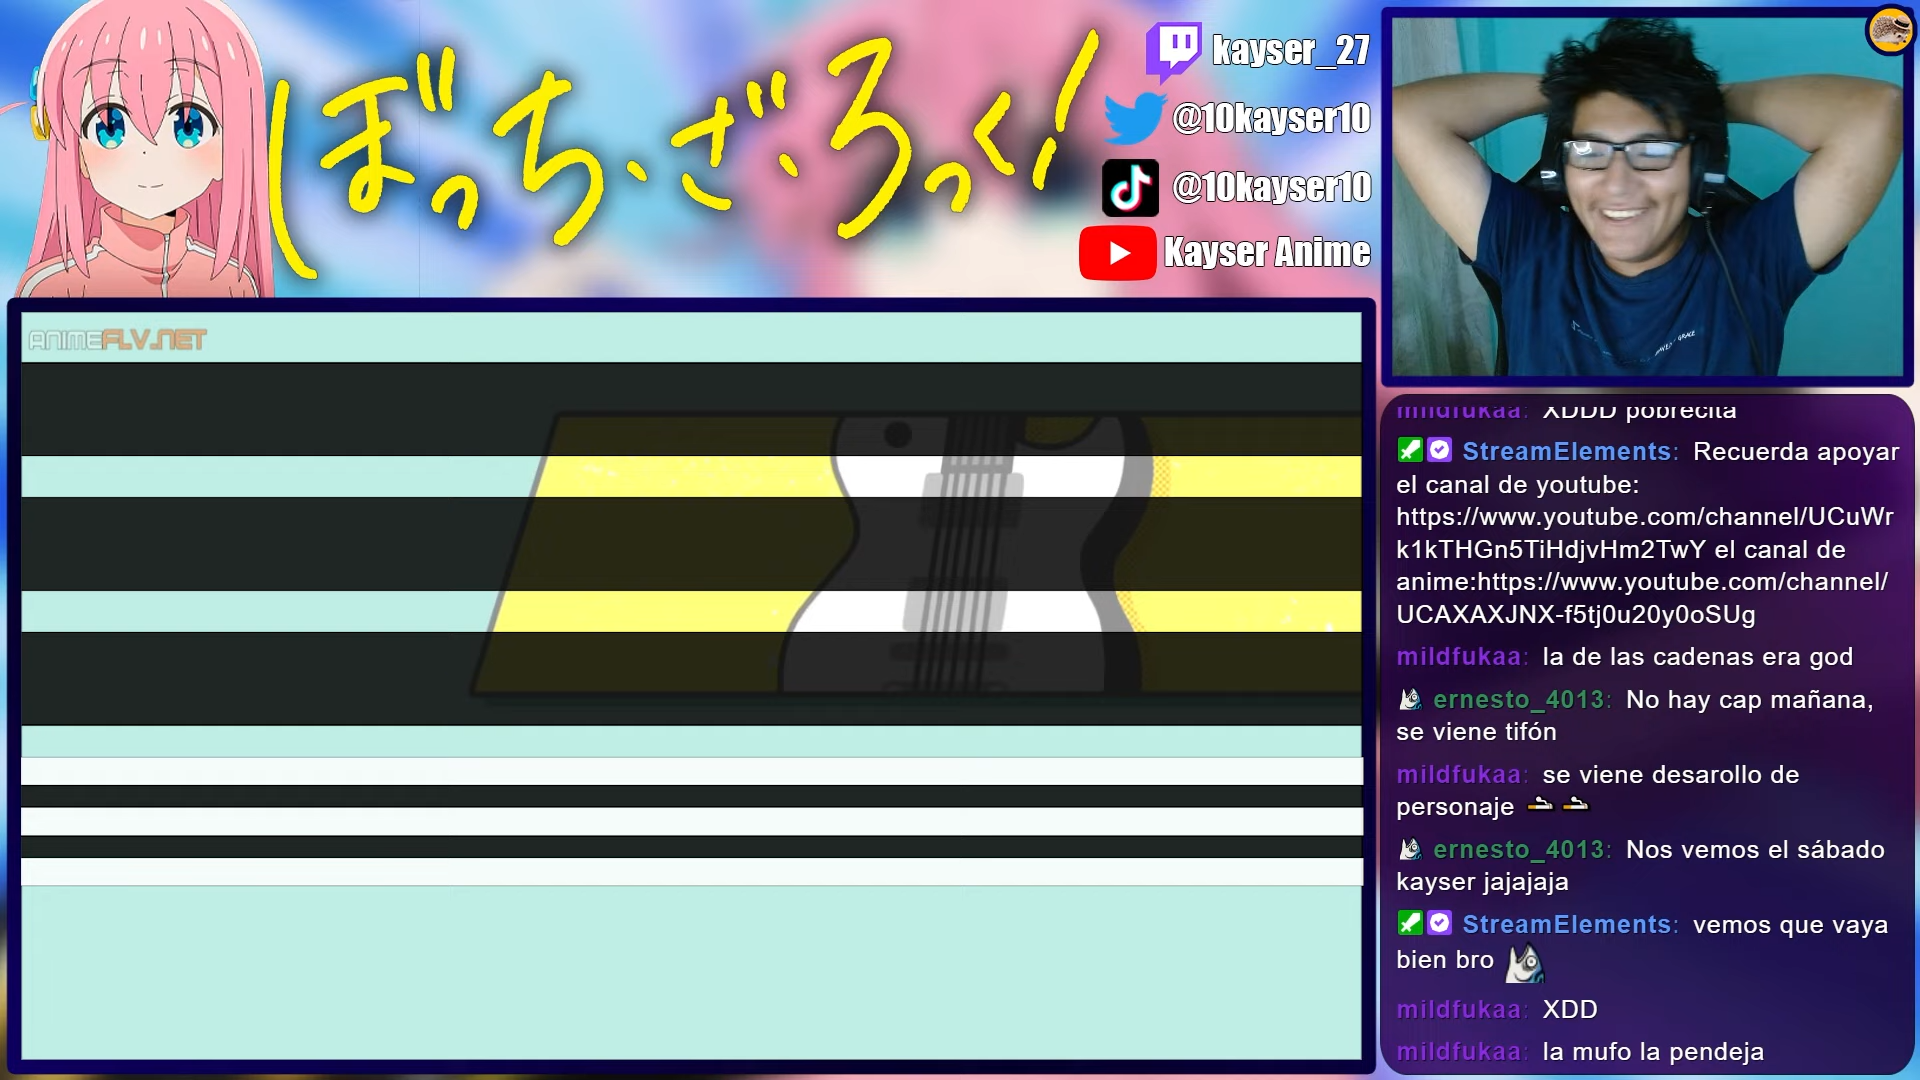 ぼっち・ざ・ろっく!
kayser_27
@10kayser10
@10kayser10
Kayser Anime
ANIMEFLV.NET
mildfukaa: XDDD pobrecita
StreamElements: Recuerda apoyar
el canal de youtube:
https://www.youtube.com/channel/UCuWr
k1kTHGn5TiHdjvHm2TwY el canal de
anime:https://www.youtube.com/channel/
UCAXAXJNX-f5tj0u20y0oSUg
mildfukaa: la de las cadenas era god
ernesto_4013: No hay cap mañana,
se viene tifón
mildfukaa: se viene desarollo de
personaje
ernesto_4013: Nos vemos el sábado
kayser jajajaja
StreamElements: vemos que vaya
bien bro
mildfukaa: XDD
mildfukaa: la mufo la pendeja